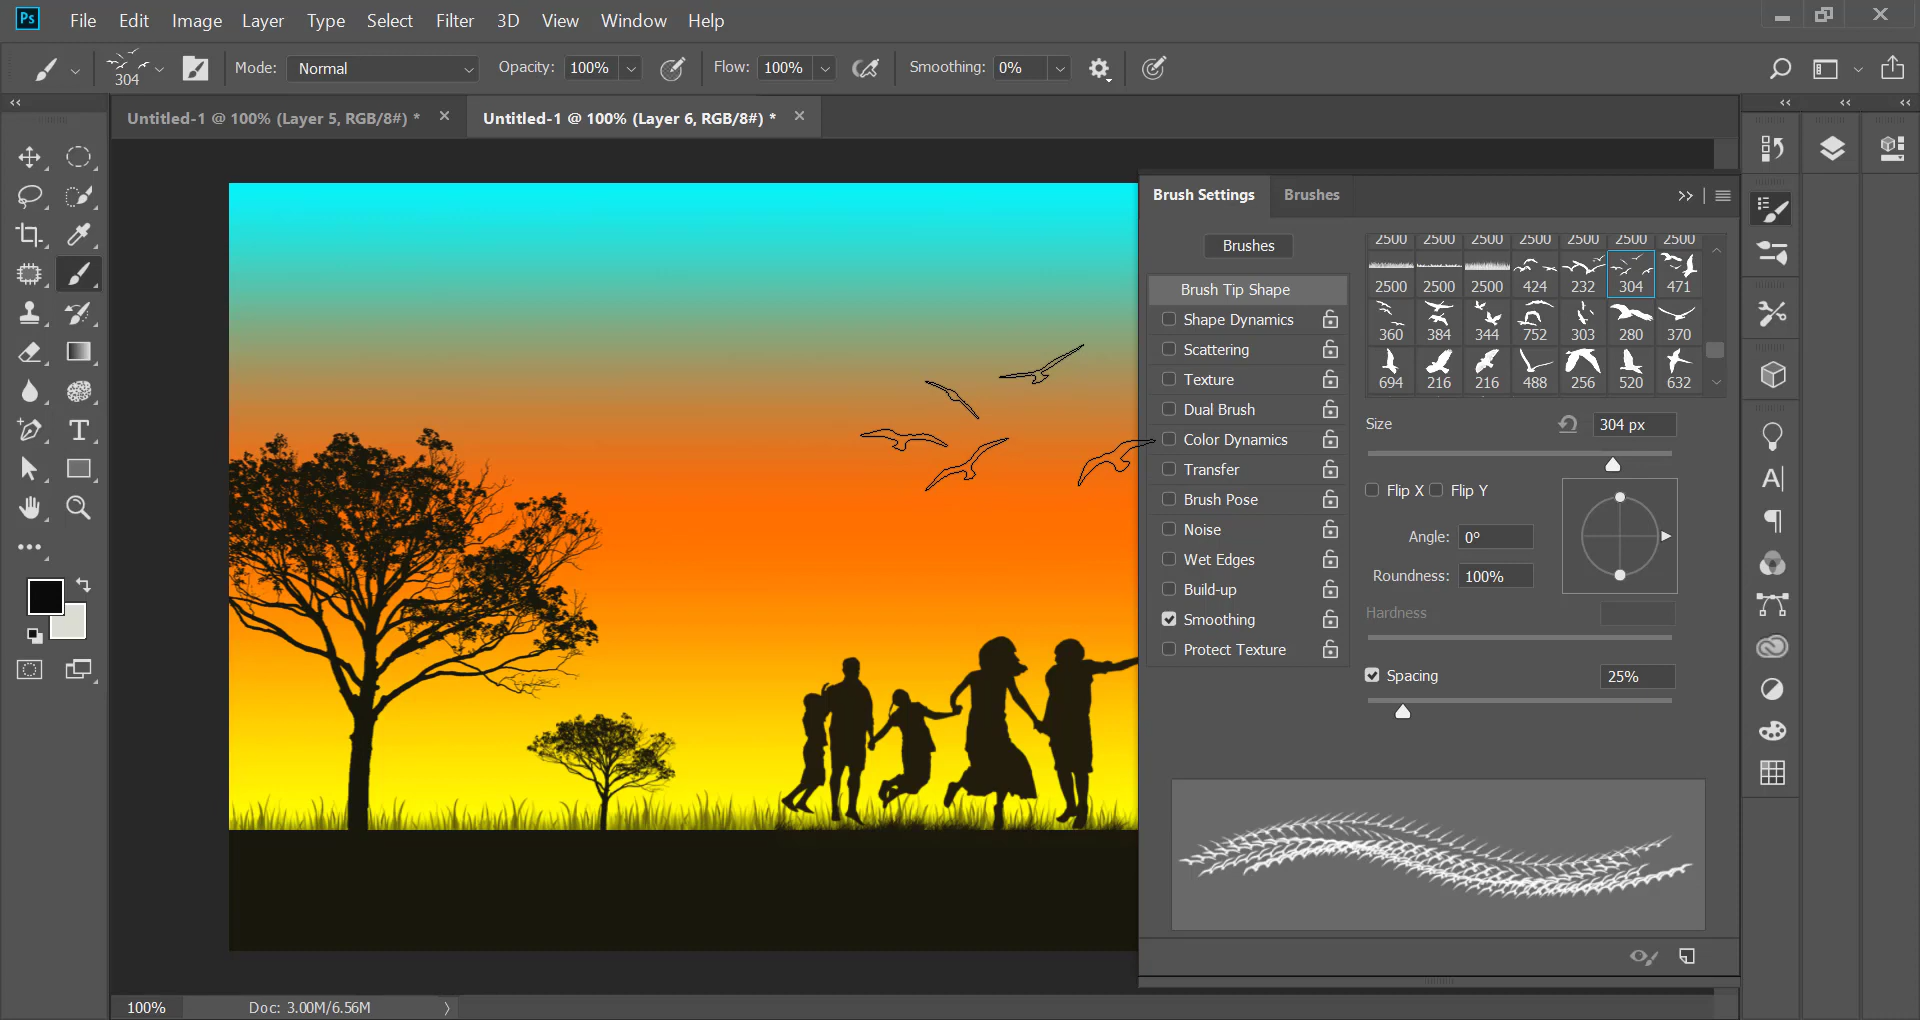 Ps File Edit Image Layer Type Select Filter 3D View Window Help
304 Mode: Normal Opacity: 100% Flow: 100% Smoothing: 0%
Untitled-1 @ 100% (Layer 5, RGB/8#) * Untitled-1 @ 100% (Layer 6, RGB/8#) *
Brush Settings Brushes
Brushes
Brush Tip Shape
Shape Dynamics
Scattering
Texture
Dual Brush
Color Dynamics
Transfer
Brush Pose
Noise
Wet Edges
Build-up
Smoothing
Protect Texture
2500 2500 2500 2500 2500 2500 2500
2500 2500 2500 424 232 304 471
360 384 344 752 303 280 370
694 216 216 488 256 520 632
Size 304 px
Flip X Flip Y
Angle: 0°
Roundness: 100%
Hardness
Spacing 25%
100% Doc: 3.00M/6.56M